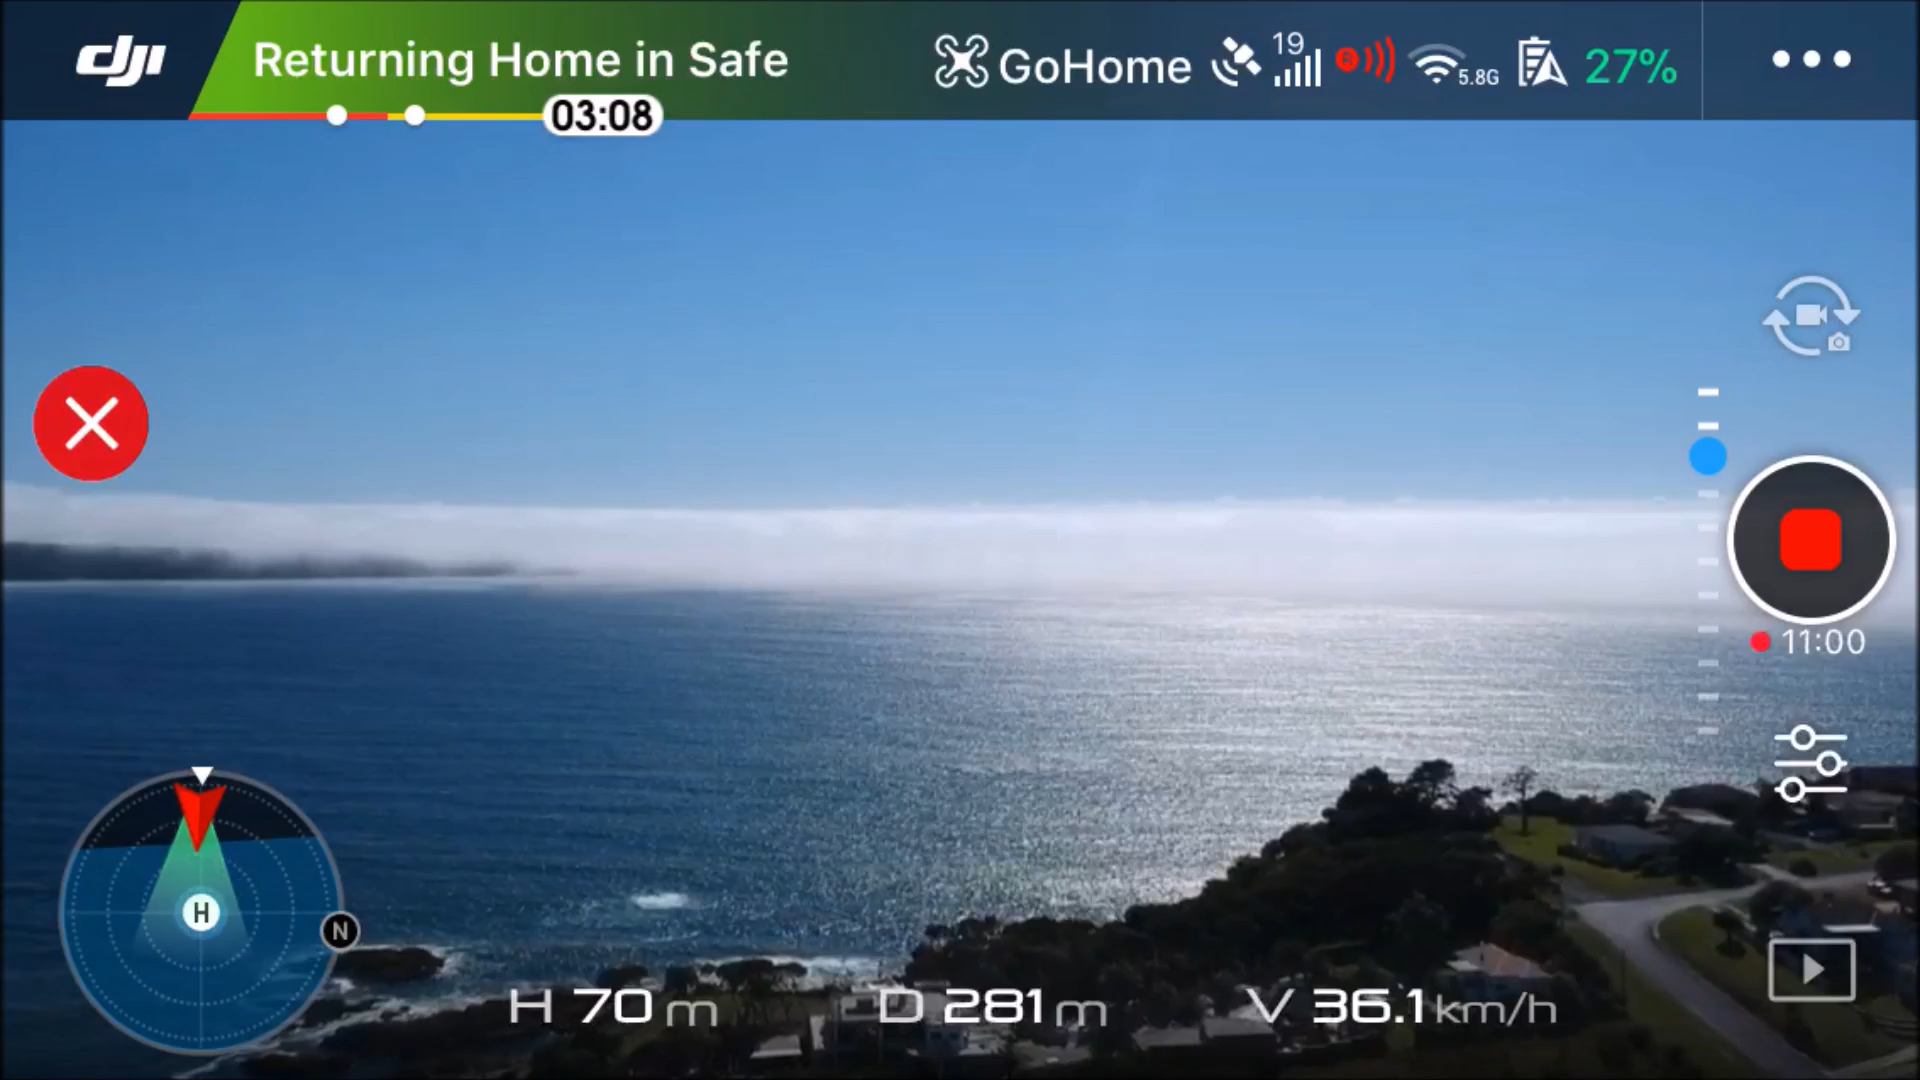 dji
Returning Home in Safe
GoHome
19
R
5.8G
27%
03:08
11:00
H
N
H 70 m
D 281 m
V 36.1 km/h